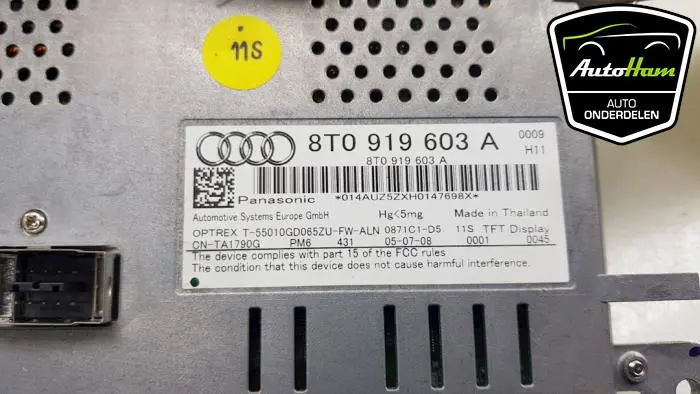 11S
AutoHam
AUTO
ONDERDELEN
8T0 919 603 A
0009
H11
8T0 919 603 A
*014AUZ5ZXH0147698X*
Panasonic
Automotive Systems Europe GmbH Hg<5mg Made in Thailand
OPTREX T-55010GD065ZU-FW-ALN 0871C1-D5 11S TFT Display
CN-TA1790G PM6 431 05-07-08 0001 0045
The device complies with part 15 of the FCC rules
The condition that this device does not cause harmful interference.